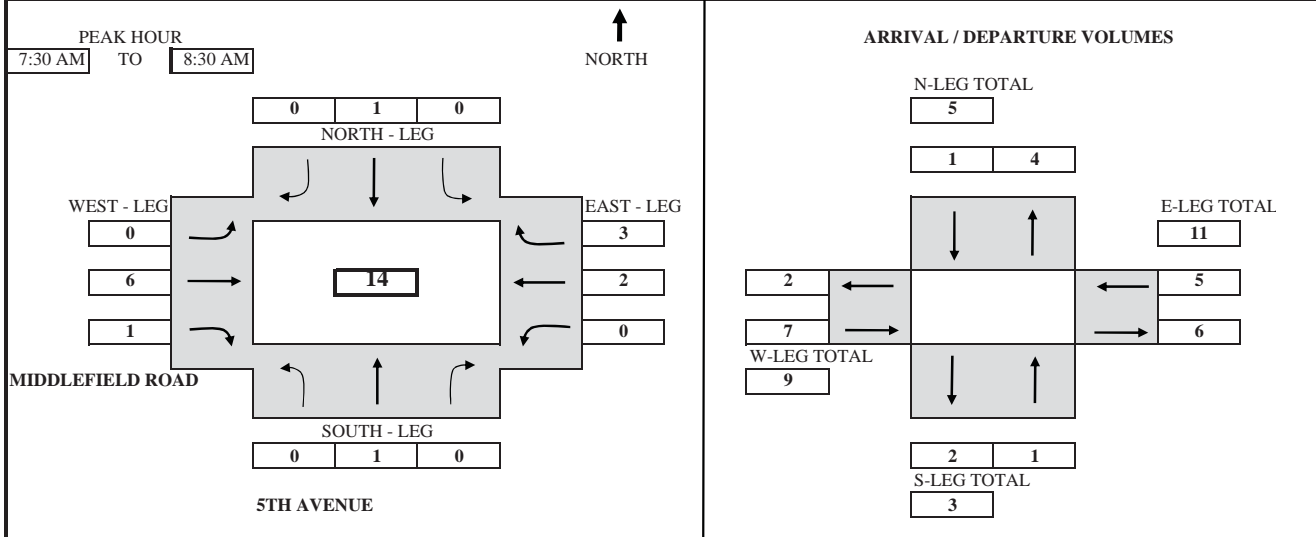 PEAK HOUR
7:30 AM TO 8:30 AM
NORTH
0 1 0
NORTH - LEG
WEST - LEG
EAST - LEG
0
3
6
14
2
1
0
MIDDLEFIELD ROAD
SOUTH - LEG
0 1 0
5TH AVENUE
ARRIVAL / DEPARTURE VOLUMES
N-LEG TOTAL
5
1 4
E-LEG TOTAL
11
2
5
7
6
W-LEG TOTAL
9
2 1
S-LEG TOTAL
3